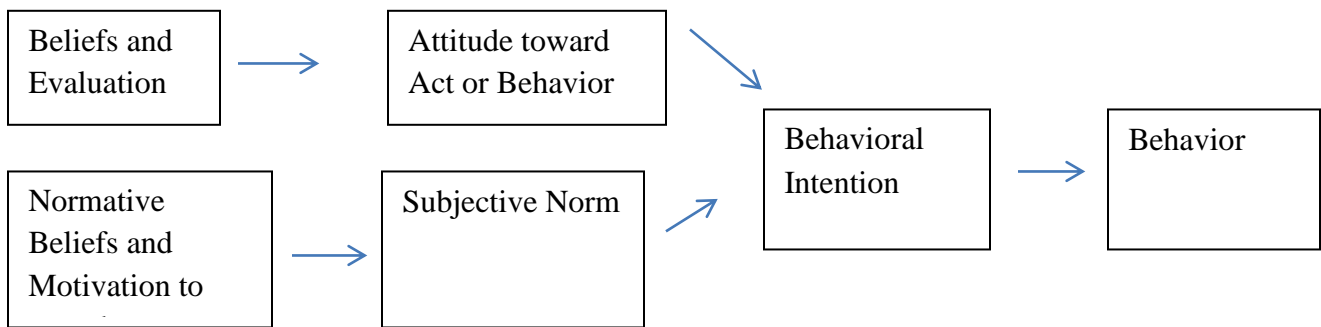 Beliefs and
Evaluation
Attitude toward
Act or Behavior
Behavioral
Intention
Behavior
Normative
Beliefs and
Motivation to
Subjective Norm